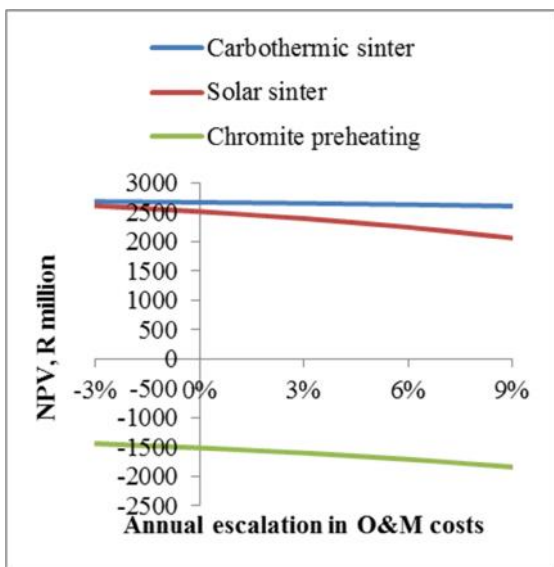 Carbothermic sinter
Solar sinter
Chromite preheating
3000
2500
2000
1500
1000
500
0
-500
-1000
-1500
-2000
-2500
-3% 0% 3% 6% 9%
NPV, R million
Annual escalation in O&M costs